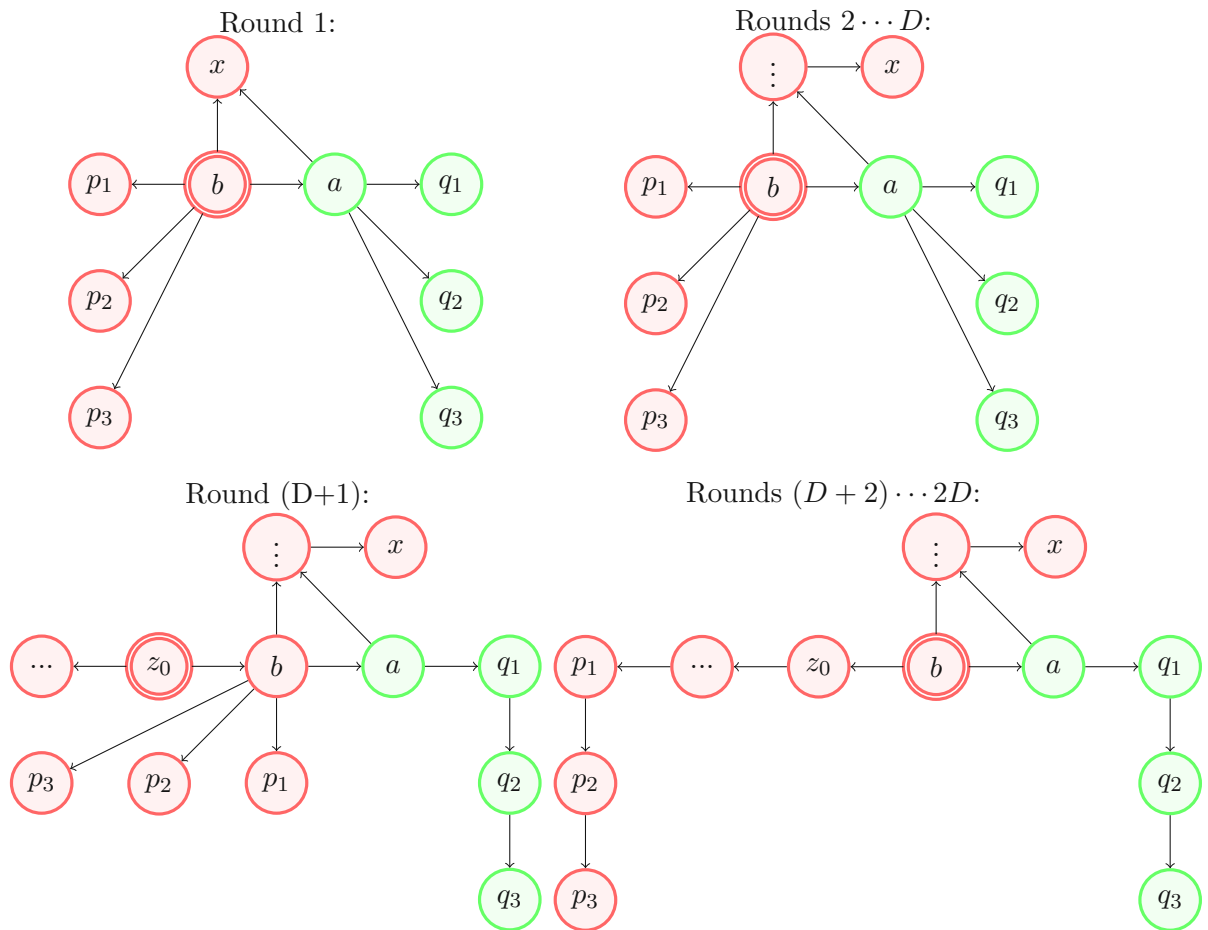 Round 1:
x
p₁ b a q₁
p₂ q₂
p₃ q₃
Rounds 2 ⋯ D:
⋮ x
p₁ b a q₁
p₂ q₂
p₃ q₃
Round (D+1):
⋮ x
... z₀ b a q₁
p₃ p₂ p₁ q₂
q₃
Rounds (D + 2) ⋯ 2D:
⋮ x
p₁ ... z₀ b a q₁
p₂ q₂
p₃ q₃